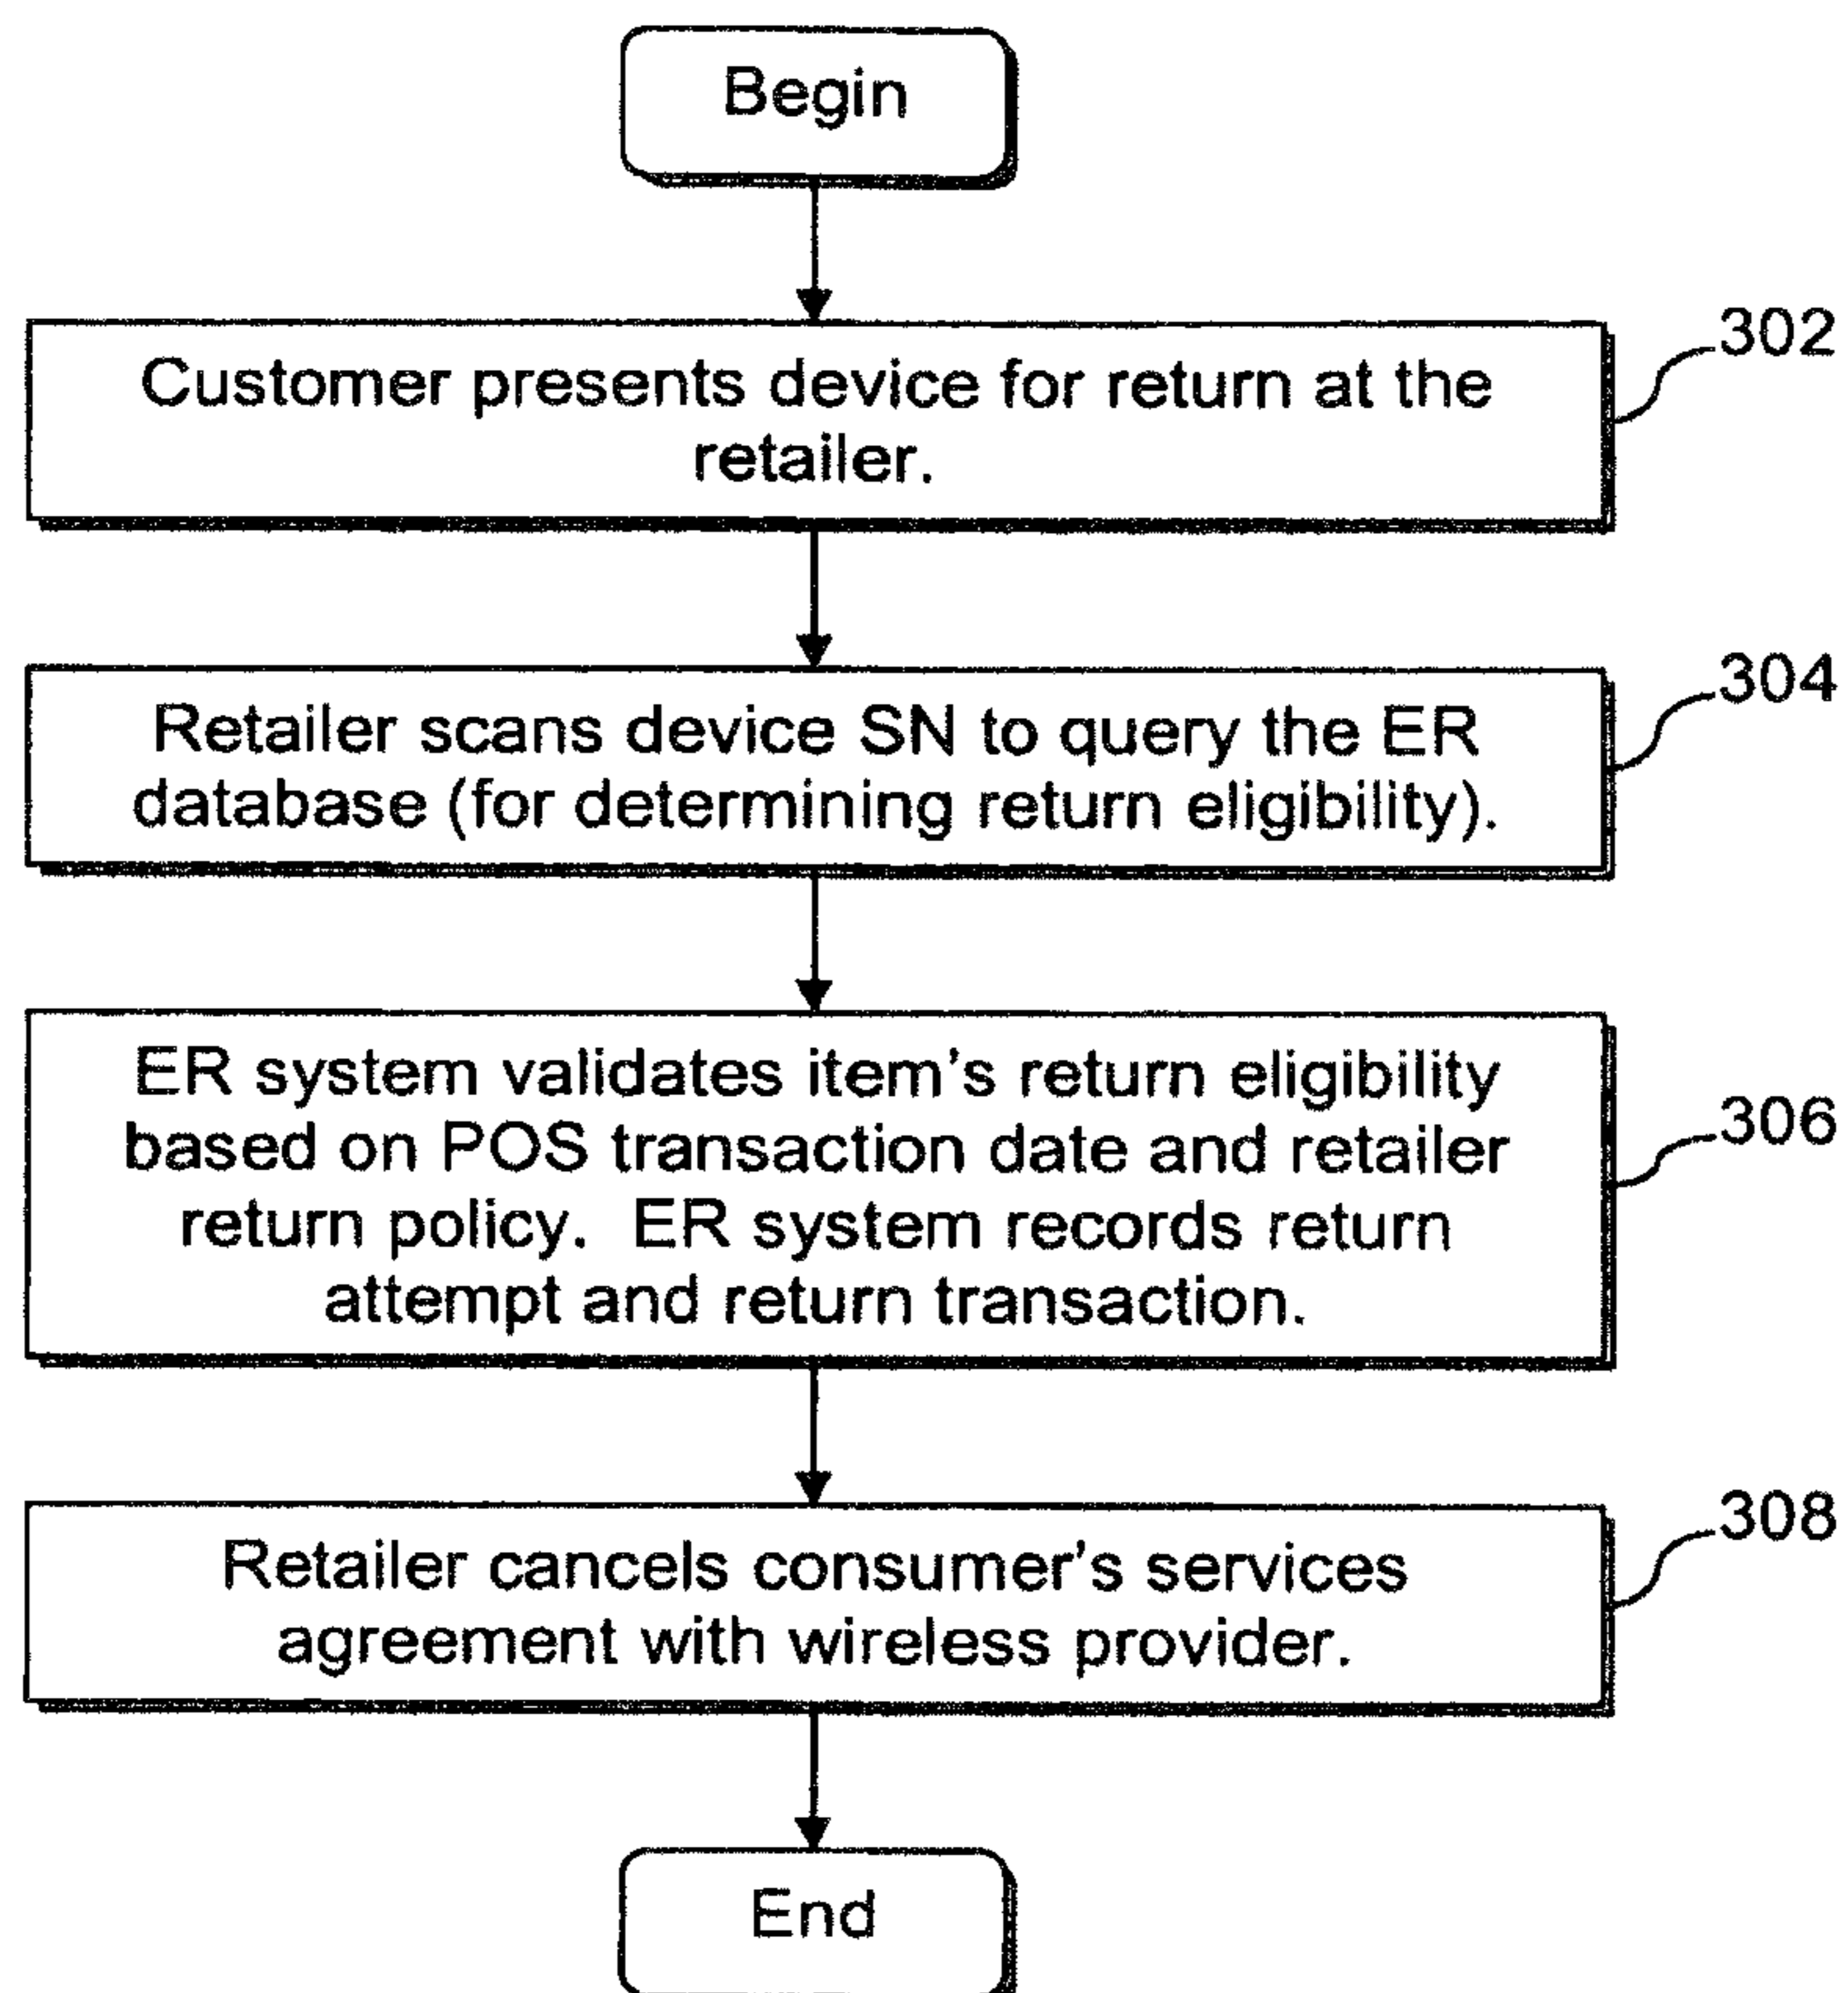 Begin
302
Customer presents device for return at the
retailer.
304
Retailer scans device SN to query the ER
database (for determining return eligibility).
ER system validates item's return eligibility
306
based on POS transaction date and retailer
return policy.  ER system records return
attempt and return transaction.
308
Retailer cancels consumer's services
agreement with wireless provider.
End